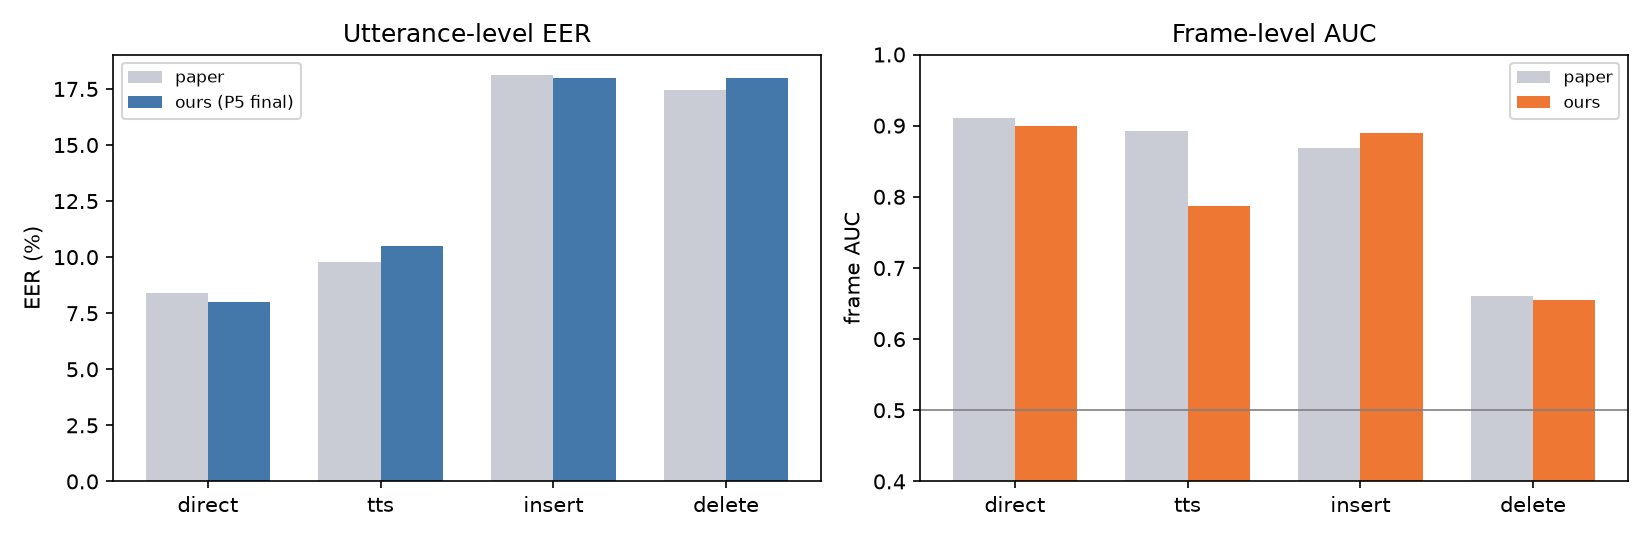 Utterance-level EER
paper
ours (P5 final)
EER (%)
17.5
15.0
12.5
10.0
7.5
5.0
2.5
0.0
direct
tts
insert
delete
Frame-level AUC
paper
ours
frame AUC
1.0
0.9
0.8
0.7
0.6
0.5
0.4
direct
tts
insert
delete